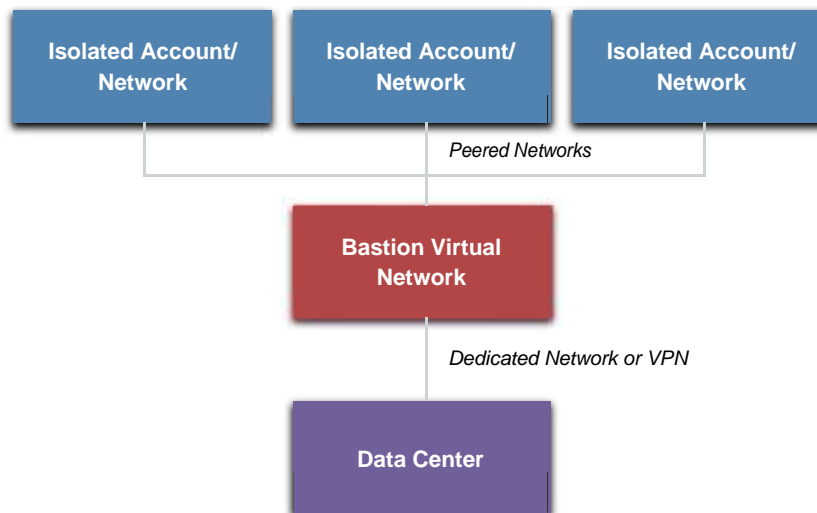 Isolated Account/
Network
Isolated Account/
Network
Isolated Account/
Network
Peered Networks
Bastion Virtual
Network
Dedicated Network or VPN
Data Center